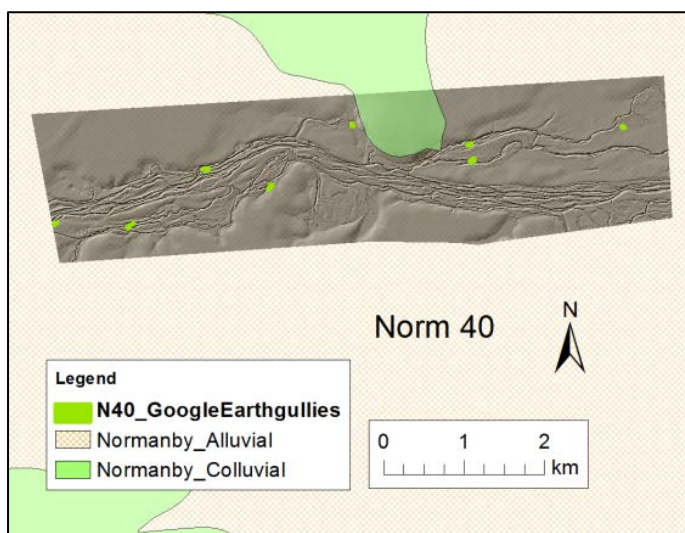 Norm 40
N
Legend
N40_GoogleEarthgullies
Normanby_Alluvial
Normanby_Colluvial
0 1 2
km